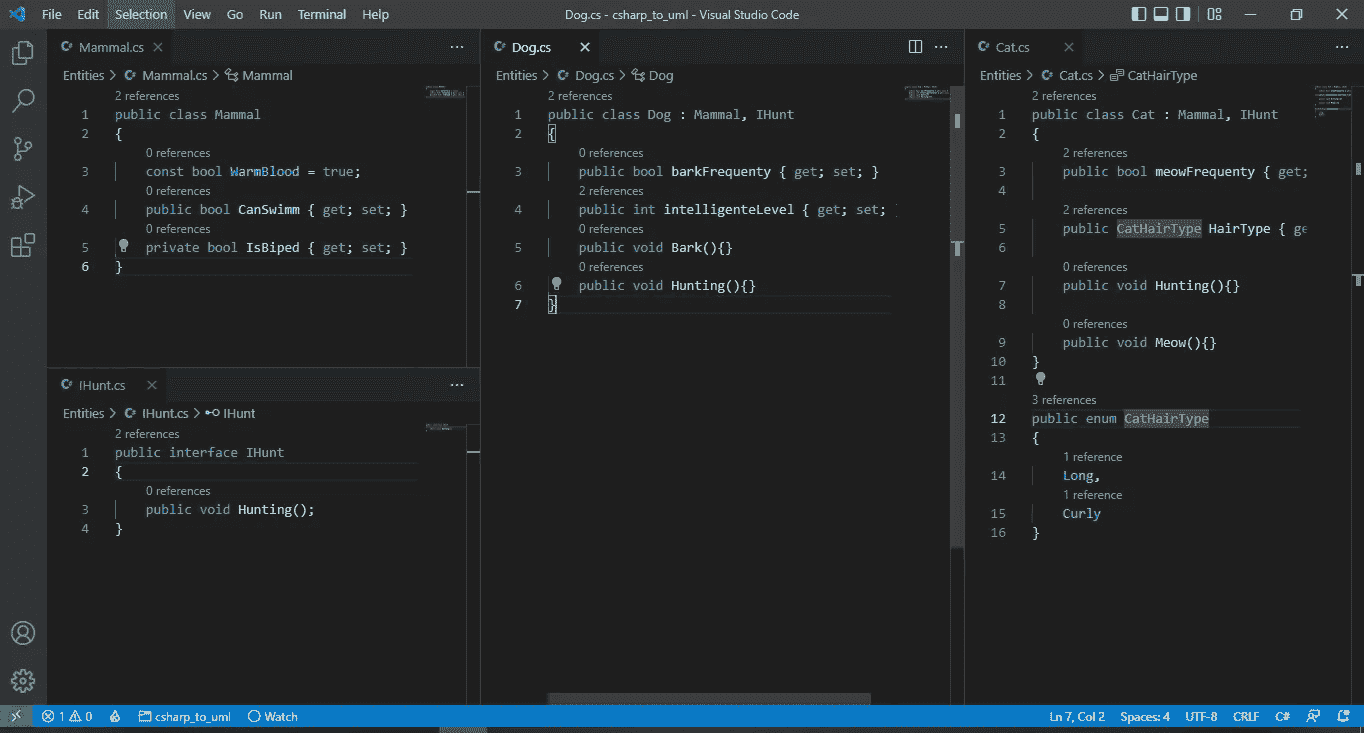 File Edit Selection View Go Run Terminal Help
Dog.cs - csharp_to_uml - Visual Studio Code
Mammal.cs
Entities > Mammal.cs > Mammal
2 references
1 public class Mammal
2 {
0 references
3 const bool WarmBlood = true;
0 references
4 public bool CanSwimm { get; set; }
0 references
5 private bool IsBiped { get; set; }
6 }
IHunt.cs
Entities > IHunt.cs > IHunt
2 references
1 public interface IHunt
2 {
0 references
3 public void Hunting();
4 }
Dog.cs
Entities > Dog.cs > Dog
2 references
1 public class Dog : Mammal, IHunt
2 {
0 references
3 public bool barkFrequenty { get; set; }
2 references
4 public int intelligenteLevel { get; set;
0 references
5 public void Bark(){}
0 references
6 public void Hunting(){}
7 }
Cat.cs
Entities > Cat.cs > CatHairType
2 references
1 public class Cat : Mammal, IHunt
2 {
2 references
3 public bool meowFrequenty { get;
4
2 references
5 public CatHairType HairType { ge
6
0 references
7 public void Hunting(){}
8
0 references
9 public void Meow(){}
10 }
11
3 references
12 public enum CatHairType
13 {
1 reference
14 Long,
1 reference
15 Curly
16 }
1 0 csharp_to_uml Watch
Ln 7, Col 2 Spaces: 4 UTF-8 CRLF C#